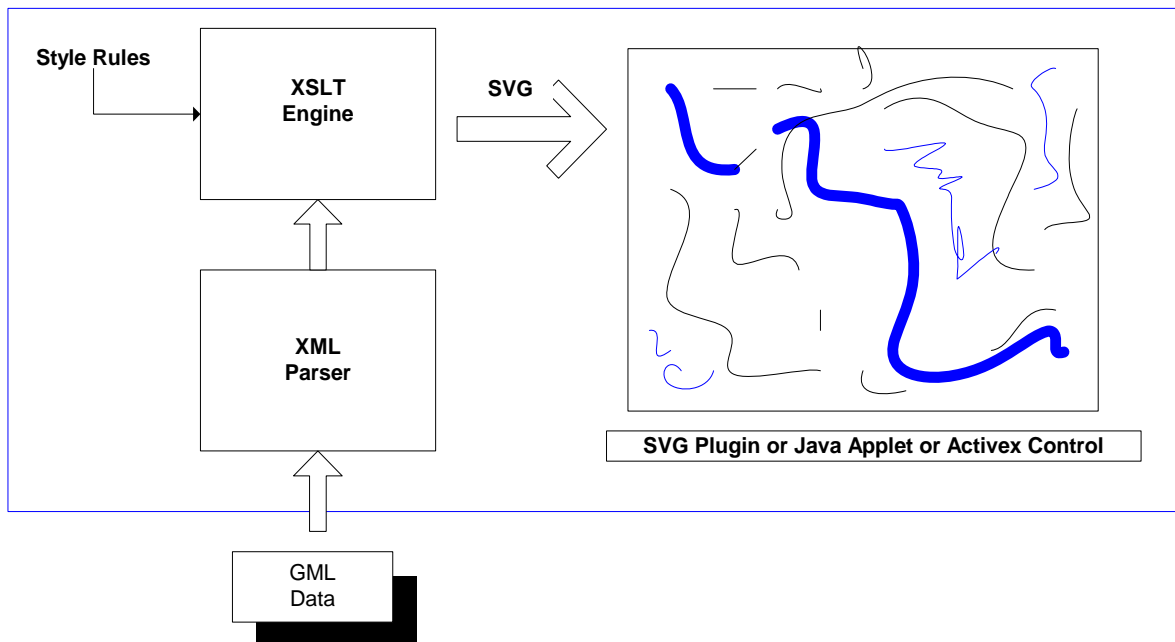 Style Rules
XSLT
Engine
SVG
XML
Parser
SVG Plugin or Java Applet or Activex Control
GML
Data